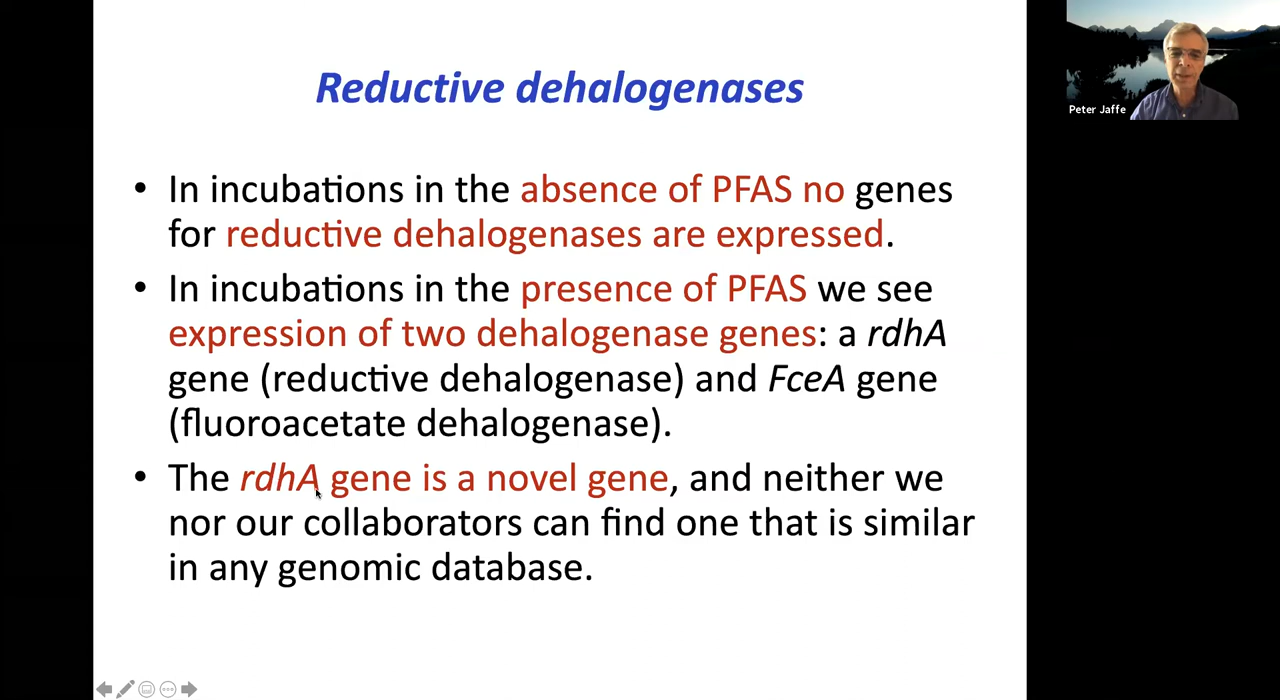 Reductive dehalogenases
• In incubations in the absence of PFAS no genes
for reductive dehalogenases are expressed.
• In incubations in the presence of PFAS we see
expression of two dehalogenase genes: a rdhA
gene (reductive dehalogenase) and FceA gene
(fluoroacetate dehalogenase).
• The rdhA gene is a novel gene, and neither we
nor our collaborators can find one that is similar
in any genomic database.
Peter Jaffe